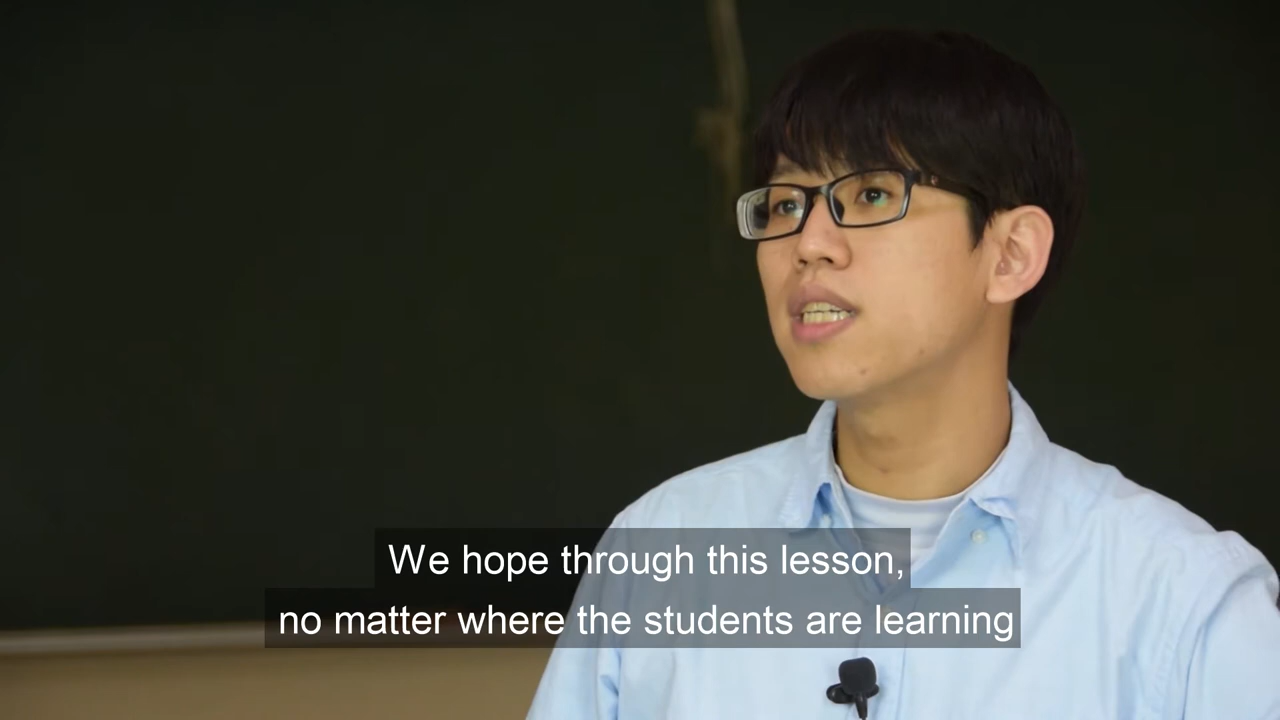 We hope through this lesson,
no matter where the students are learning